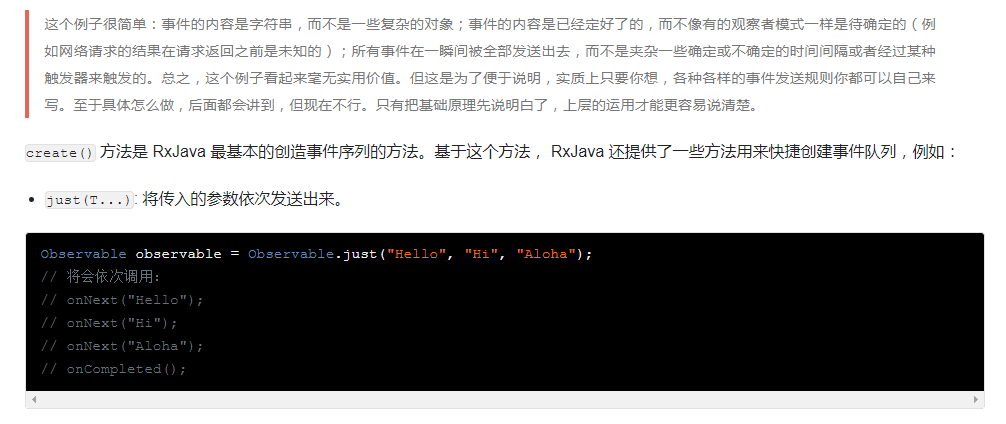 这个例子很简单：事件的内容是字符串，而不是一些复杂的对象；事件的内容是已经定好了的，而不像有的观察者模式一样是待确定的（例
如网络请求的结果在请求返回之前是未知的）；所有事件在一瞬间被全部发送出去，而不是夹杂一些确定或不确定的时间间隔或者经过某种
触发器来触发的。总之，这个例子看起来毫无实用价值。但这是为了便于说明，实质上只要你想，各种各样的事件发送规则你都可以自己来
写。至于具体怎么做，后面都会讲到，但现在不行。只有把基础原理先说明白了，上层的运用才能更容易说清楚。
create() 方法是 RxJava 最基本的创造事件序列的方法。基于这个方法， RxJava 还提供了一些方法用来快捷创建事件队列，例如：
• just(T...): 将传入的参数依次发送出来。
Observable observable = Observable.just("Hello", "Hi", "Aloha");
// 将会依次调用：
// onNext("Hello");
// onNext("Hi");
// onNext("Aloha");
// onCompleted();